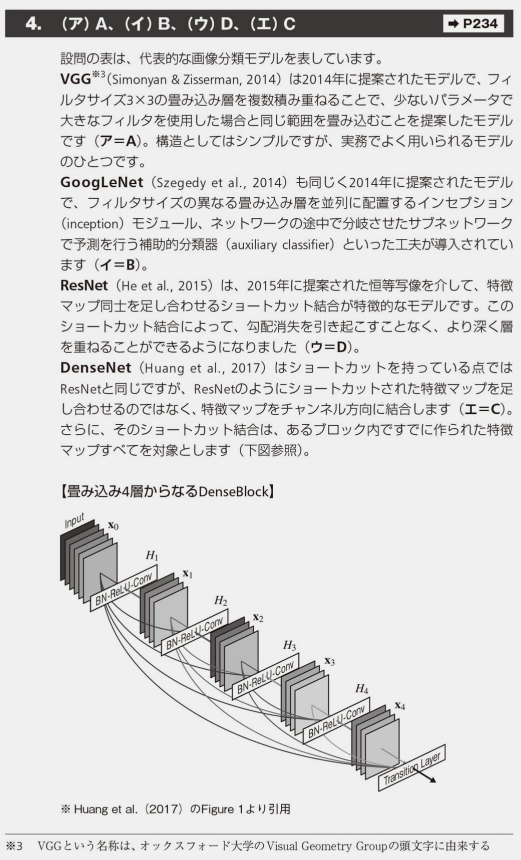 4. (ア) A、(イ) B、(ウ) D、(エ) C
➡ P234
設問の表は、代表的な画像分類モデルを表しています。
VGG※3(Simonyan & Zisserman, 2014) は2014年に提案されたモデルで、フィ
ルタサイズ3×3の畳み込み層を複数積み重ねることで、少ないパラメータで
大きなフィルタを使用した場合と同じ範囲を畳み込むことを提案したモデル
です (ア=A)。構造としてはシンプルですが、実務でよく用いられるモデル
のひとつです。
GoogLeNet (Szegedy et al., 2014) も同じく2014年に提案されたモデル
で、フィルタサイズの異なる畳み込み層を並列に配置するインセプション
(inception) モジュール、ネットワークの途中で分岐させたサブネットワーク
で予測を行う補助的分類器 (auxiliary classifier) といった工夫が導入されてい
ます (イ=B)。
ResNet (He et al., 2015) は、2015年に提案された恒等写像を介して、特徴
マップ同士を足し合わせるショートカット結合が特徴的なモデルです。この
ショートカット結合によって、勾配消失を引き起こすことなく、より深く層
を重ねることができるようになりました (ウ=D)。
DenseNet (Huang et al., 2017) はショートカットを持っている点では
ResNetと同じですが、ResNetのようにショートカットされた特徴マップを足
し合わせるのではなく、特徴マップをチャンネル方向に結合します (エ=C)。
さらに、そのショートカット結合は、あるブロック内ですでに作られた特徴
マップすべてを対象とします (下図参照)。
【畳み込み4層からなるDenseBlock】
Input
x0
H1
BN-ReLU-Conv
x1
H2
BN-ReLU-Conv
x2
H3
BN-ReLU-Conv
x3
H4
BN-ReLU-Conv
x4
Transition Layer
※ Huang et al. (2017) のFigure 1より引用
※3 VGGという名称は、オックスフォード大学のVisual Geometry Groupの頭文字に由来する